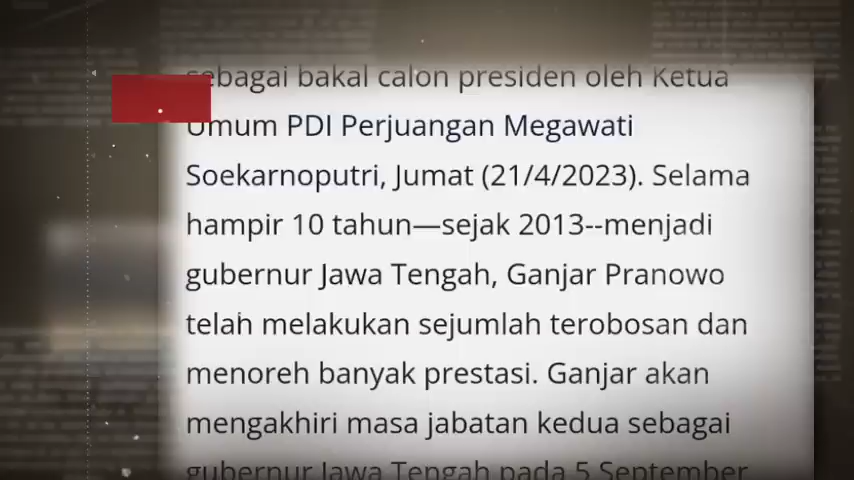 sebagai bakal calon presiden oleh Ketua
Umum PDI Perjuangan Megawati
Soekarnoputri, Jumat (21/4/2023). Selama
hampir 10 tahun—sejak 2013--menjadi
gubernur Jawa Tengah, Ganjar Pranowo
telah melakukan sejumlah terobosan dan
menoreh banyak prestasi. Ganjar akan
mengakhiri masa jabatan kedua sebagai
gubernur Jawa Tengah pada 5 September